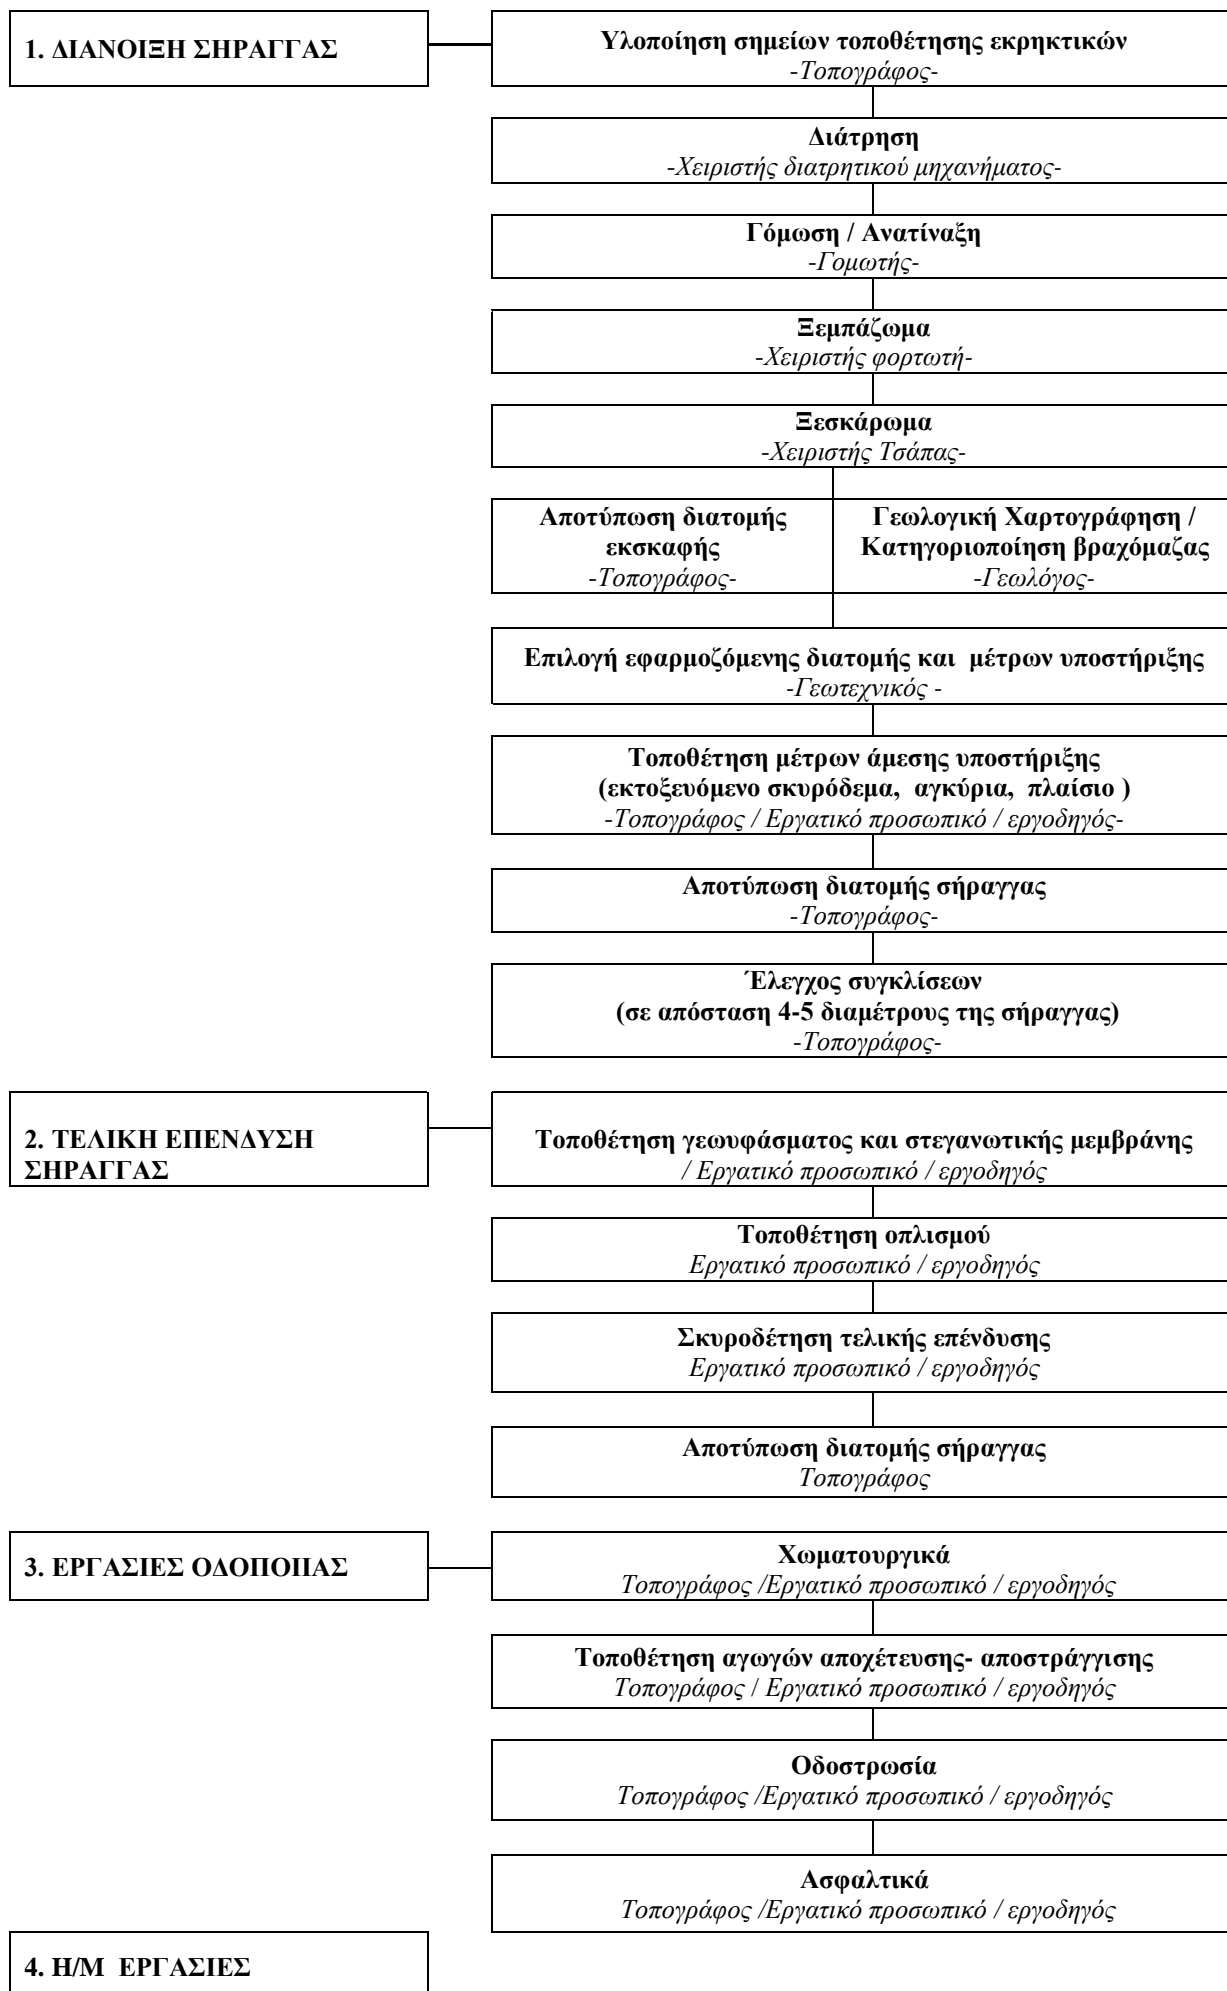 1. ΔΙΑΝΟΙΞΗ ΣΗΡΑΓΓΑΣ
Υλοποίηση σημείων τοποθέτησης εκρηκτικών
-Τοπογράφος-
Διάτρηση
-Χειριστής διατρητικού μηχανήματος-
Γόμωση / Ανατίναξη
-Γομωτής-
Ξεμπάζωμα
-Χειριστής φορτωτή-
Ξεσκάρωμα
-Χειριστής Τσάπας-
Αποτύπωση διατομής
εκσκαφής
-Τοπογράφος-
Γεωλογική Χαρτογράφηση /
Κατηγοριοποίηση βραχόμαζας
-Γεωλόγος-
Επιλογή εφαρμοζόμενης διατομής και μέτρων υποστήριξης
-Γεωτεχνικός -
Τοποθέτηση μέτρων άμεσης υποστήριξης
(εκτοξευόμενο σκυρόδεμα, αγκύρια, πλαίσιο )
-Τοπογράφος / Εργατικό προσωπικό / εργοδηγός-
Αποτύπωση διατομής σήραγγας
-Τοπογράφος-
Έλεγχος συγκλίσεων
(σε απόσταση 4-5 διαμέτρους της σήραγγας)
-Τοπογράφος-
2. ΤΕΛΙΚΗ ΕΠΕΝΔΥΣΗ
ΣΗΡΑΓΓΑΣ
Τοποθέτηση γεωυφάσματος και στεγανωτικής μεμβράνης
/ Εργατικό προσωπικό / εργοδηγός
Τοποθέτηση οπλισμού
Εργατικό προσωπικό / εργοδηγός
Σκυροδέτηση τελικής επένδυσης
Εργατικό προσωπικό / εργοδηγός
Αποτύπωση διατομής σήραγγας
Τοπογράφος
3. ΕΡΓΑΣΙΕΣ ΟΔΟΠΟΙΙΑΣ
Χωματουργικά
Τοπογράφος /Εργατικό προσωπικό / εργοδηγός
Τοποθέτηση αγωγών αποχέτευσης- αποστράγγισης
Τοπογράφος / Εργατικό προσωπικό / εργοδηγός
Οδοστρωσία
Τοπογράφος /Εργατικό προσωπικό / εργοδηγός
Ασφαλτικά
Τοπογράφος /Εργατικό προσωπικό / εργοδηγός
4. Η/Μ ΕΡΓΑΣΙΕΣ